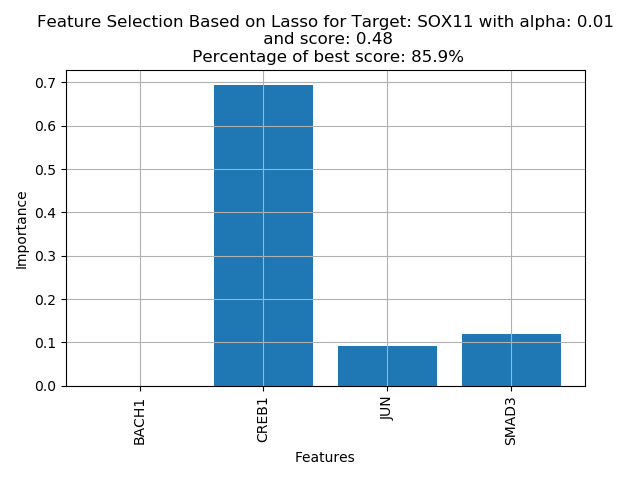 Feature Selection Based on Lasso for Target: SOX11 with alpha: 0.01
and score: 0.48
Percentage of best score: 85.9%
0.7
0.6
0.5
0.4
0.3
0.2
0.1
0.0
Importance
BACH1
CREB1
JUN
SMAD3
Features